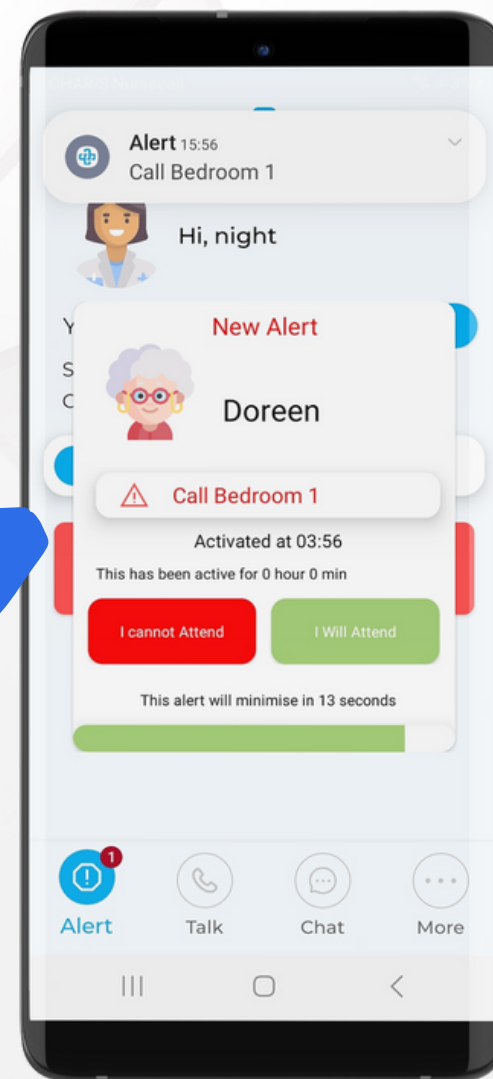 Alert 15:56
Call Bedroom 1
Hi, night
Y
New Alert
S
C
Doreen
Call Bedroom 1
Activated at 03:56
This has been active for 0 hour 0 min
I cannot Attend
I Will Attend
This alert will minimise in 13 seconds
1
Alert
Talk
Chat
More